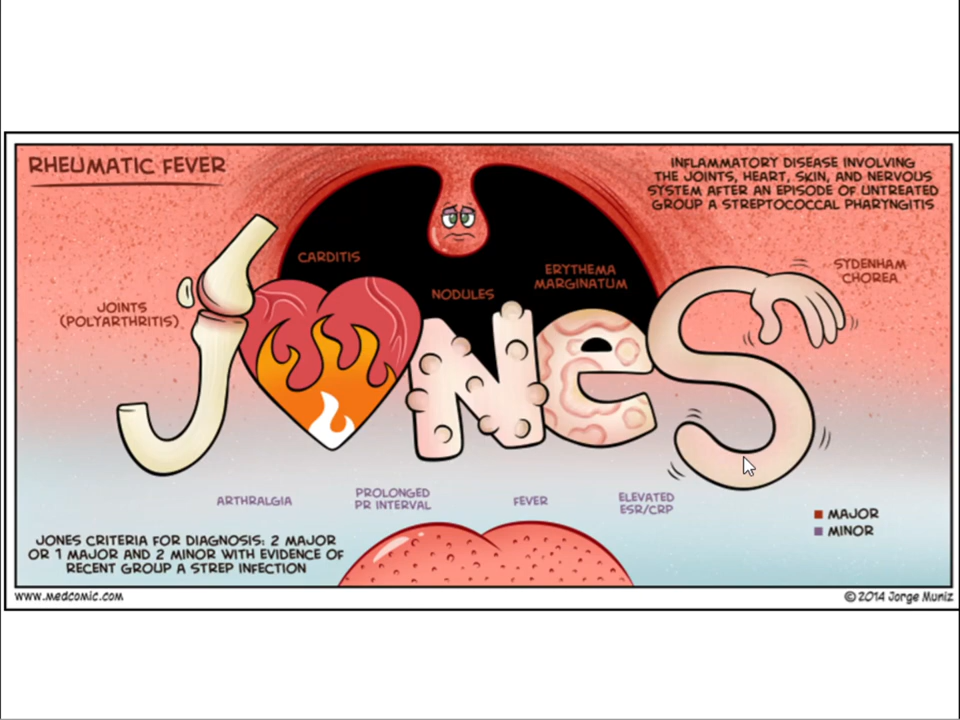 RHEUMATIC FEVER
INFLAMMATORY DISEASE INVOLVING
THE JOINTS, HEART, SKIN, AND NERVOUS
SYSTEM AFTER AN EPISODE OF UNTREATED
GROUP A STREPTOCOCCAL PHARYNGITIS
CARDITIS
NODULES
ERYTHEMA
MARGINATUM
SYDENHAM
CHOREA
JOINTS
(POLYARTHRITIS)
JONES
ARTHRALGIA
PROLONGED
PR INTERVAL
FEVER
ELEVATED
ESR/CRP
MAJOR
MINOR
JONES CRITERIA FOR DIAGNOSIS: 2 MAJOR
OR 1 MAJOR AND 2 MINOR WITH EVIDENCE OF
RECENT GROUP A STREP INFECTION
www.medcomic.com
© 2014 Jorge Muniz